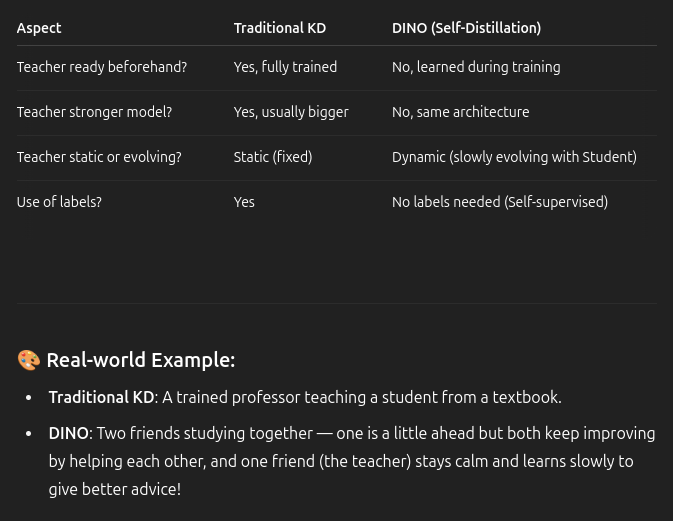 Aspect Traditional KD DINO (Self-Distillation)
Teacher ready beforehand? Yes, fully trained No, learned during training
Teacher stronger model? Yes, usually bigger No, same architecture
Teacher static or evolving? Static (fixed) Dynamic (slowly evolving with Student)
Use of labels? Yes No labels needed (Self-supervised)
🎨 Real-world Example:
• Traditional KD: A trained professor teaching a student from a textbook.
• DINO: Two friends studying together — one is a little ahead but both keep improving
by helping each other, and one friend (the teacher) stays calm and learns slowly to
give better advice!